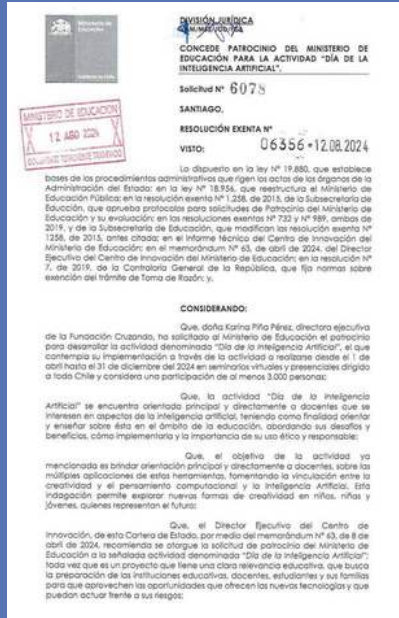 Ministerio de
Educación
Gobierno de Chile
DIVISIÓN JURÍDICA
CONCEDE PATROCINIO DEL MINISTERIO DE
EDUCACIÓN PARA LA ACTIVIDAD "DÍA DE LA
INTELIGENCIA ARTIFICIAL".
Solicitud N° 6078
SANTIAGO,
RESOLUCIÓN EXENTA N°
MINISTERIO DE EDUCACION
12 AGO 2024
DOCUMENTO TOTALMENTE TRAMITADO
VISTO: 06356*12.08.2024
Lo dispuesto en la ley N° 19.880, que establece
bases de los procedimientos administrativos que rigen los actos de los órganos de la
Administración del Estado; en la ley N° 18.956, que reestructura el Ministerio de
Educación Pública; en la resolución exenta N° 1.258, de 2015, de la Subsecretaría de
Educación, que aprueba protocolos para solicitudes de Patrocinio del Ministerio de
Educación y su evaluación; en las resoluciones exentas N° 732 y N° 989, ambas de
2019, y de la Subsecretaría de Educación, que modifican las resolución exenta N°
1258, de 2015, antes citada; en el informe técnico del Centro de Innovación del
Ministerio de Educación; en el memorándum N° 63, de abril de 2024, del Director
Ejecutivo del Centro de Innovación del Ministerio de Educación; en la resolución N°
7, de 2019, de la Contraloría General de la República, que fija normas sobre
exención del trámite de Toma de Razón; y,
CONSIDERANDO:
Que, doña Karina Piña Pérez, directora ejecutiva
de la Fundación Cruzando, ha solicitado al Ministerio de Educación el patrocinio
para desarrollar la actividad denominada "Día de la Inteligencia Artificial", el que
contempla su implementación a través de la actividad a realizarse desde el 1 de
abril hasta el 31 de diciembre del 2024 en seminarios virtuales y presenciales dirigido
a todo Chile y considera una participación de al menos 3.000 personas;
Que, la actividad "Día de la Inteligencia
Artificial" se encuentra orientada principal y directamente a docentes que se
interesen en aspectos de la inteligencia artificial, teniendo como finalidad orientar
y enseñar sobre ésta en el ámbito de la educación, abordando sus desafíos y
beneficios, cómo implementarla y la importancia de su uso ético y responsable;
Que, el objetivo de la actividad ya
mencionada es brindar orientación principal y directamente a docentes, sobre las
múltiples aplicaciones de estas herramientas, fomentando la vinculación entre la
creatividad y el pensamiento computacional y la Inteligencia Artificial. Esta
indagación permite explorar nuevas formas de creatividad en niños, niñas y
jóvenes, quienes representan el futuro;
Que, el Director Ejecutivo del Centro de
Innovación, de esta Cartera de Estado, por medio del memorándum N° 63, de 8 de
abril de 2024, recomienda se otorgue la solicitud de patrocinio del Ministerio de
Educación a la señalada actividad denominada "Día de la Inteligencia Artificial";
toda vez que es un proyecto que tiene una clara relevancia educativa, que busca
la preparación de las instituciones educativas, docentes, estudiantes y sus familias
para que aprovechen las oportunidades que ofrecen las nuevas tecnologías y que
puedan actuar frente a sus riesgos;